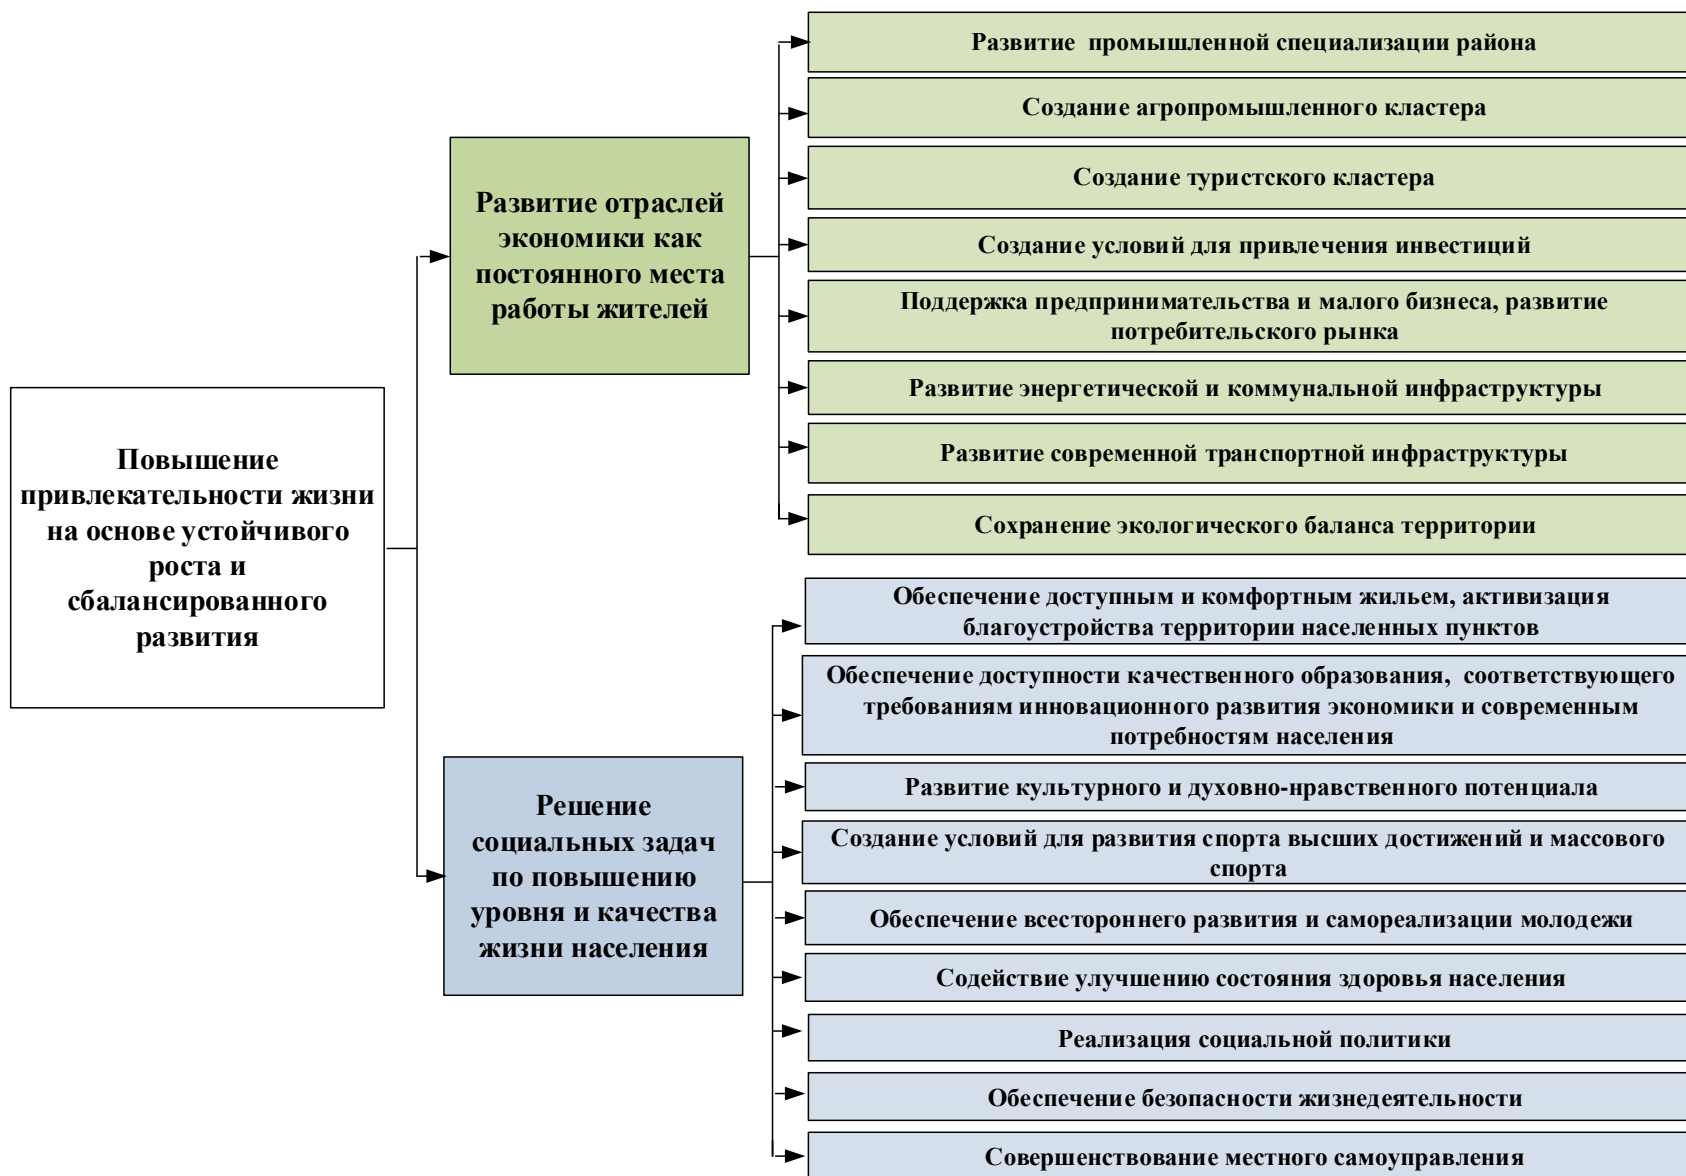 Повышение
привлекательности жизни
на основе устойчивого
роста и
сбалансированного
развития
Развитие отраслей
экономики как
постоянного места
работы жителей
Развитие промышленной специализации района
Создание агропромышленного кластера
Создание туристского кластера
Создание условий для привлечения инвестиций
Поддержка предпринимательства и малого бизнеса, развитие
потребительского рынка
Развитие энергетической и коммунальной инфраструктуры
Развитие современной транспортной инфраструктуры
Сохранение экологического баланса территории
Решение
социальных задач
по повышению
уровня и качества
жизни населения
Обеспечение доступным и комфортным жильем, активизация
благоустройства территории населенных пунктов
Обеспечение доступности качественного образования, соответствующего
требованиям инновационного развития экономики и современным
потребностям населения
Развитие культурного и духовно-нравственного потенциала
Создание условий для развития спорта высших достижений и массового
спорта
Обеспечение всестороннего развития и самореализации молодежи
Содействие улучшению состояния здоровья населения
Реализация социальной политики
Обеспечение безопасности жизнедеятельности
Совершенствование местного самоуправления